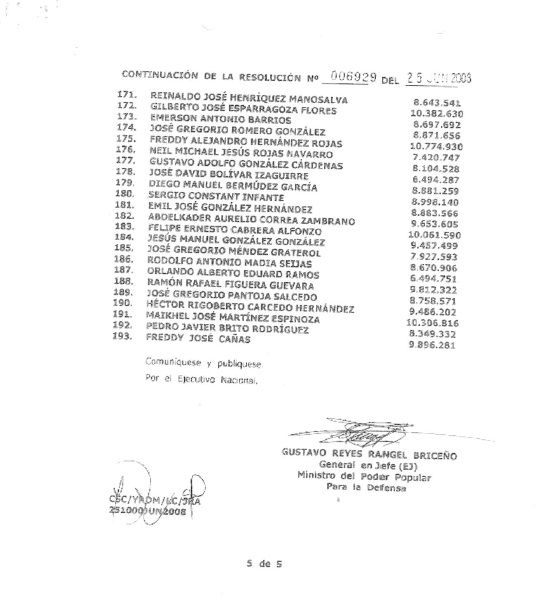 CONTINUACIÓN DE LA RESOLUCIÓN Nº 006929 DEL 25 JUN 2008
171. REINALDO JOSÉ HENRÍQUEZ MANOSALVA 8.643.541
172. GILBERTO JOSÉ ESPARRAGOZA FLORES 10.382.630
173. EMERSON ANTONIO BARRIOS 8.697.692
174. JOSÉ GREGORIO ROMERO GONZÁLEZ 8.871.656
175. FREDDY ALEJANDRO HERNÁNDEZ ROJAS 10.774.930
176. NEIL MICHAEL JESÚS ROJAS NAVARRO 7.420.747
177. GUSTAVO ADOLFO GONZÁLEZ CÁRDENAS 8.104.528
178. JOSÉ DAVID BOLÍVAR IZAGUIRRE 6.494.287
179. DIEGO MANUEL BERMÚDEZ GARCÍA 8.881.259
180. SERGIO CONSTANT INFANTE 8.998.140
181. EMIL JOSÉ GONZÁLEZ HERNÁNDEZ 8.883.566
182. ABDELKADER AURELIO CORREA ZAMBRANO 9.653.605
183. FELIPE ERNESTO CABRERA ALFONZO 10.061.590
184. JESÚS MANUEL GONZÁLEZ GONZÁLEZ 9.457.499
185. JOSÉ GREGORIO MÉNDEZ GRATEROL 7.927.593
186. RODOLFO ANTONIO MADIA SEIJAS 8.670.906
187. ORLANDO ALBERTO EDUARD RAMOS 6.494.751
188. RAMÓN RAFAEL FIGUERA GUEVARA 9.812.322
189. JOSÉ GREGORIO PANTOJA SALCEDO 8.758.571
190. HÉCTOR RIGOBERTO CARCEDO HERNÁNDEZ 9.486.202
191. MAIKHEL JOSÉ MARTÍNEZ ESPINOZA 10.306.816
192. PEDRO JAVIER BRITO RODRÍGUEZ 8.349.332
193. FREDDY JOSÉ CAÑAS 9.896.281
Comuníquese y publíquese.
Por el Ejecutivo Nacional,
GUSTAVO REYES RANGEL BRICEÑO
General en Jefe (EJ)
Ministro del Poder Popular
Para la Defensa
251000JUN2008
5 de 5